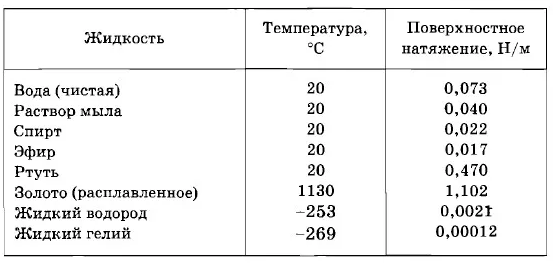 Жидкость Температура, °C Поверхностное натяжение, Н/м
Вода (чистая) 20 0,073
Раствор мыла 20 0,040
Спирт 20 0,022
Эфир 20 0,017
Ртуть 20 0,470
Золото (расплавленное) 1130 1,102
Жидкий водород −253 0,0021
Жидкий гелий −269 0,00012